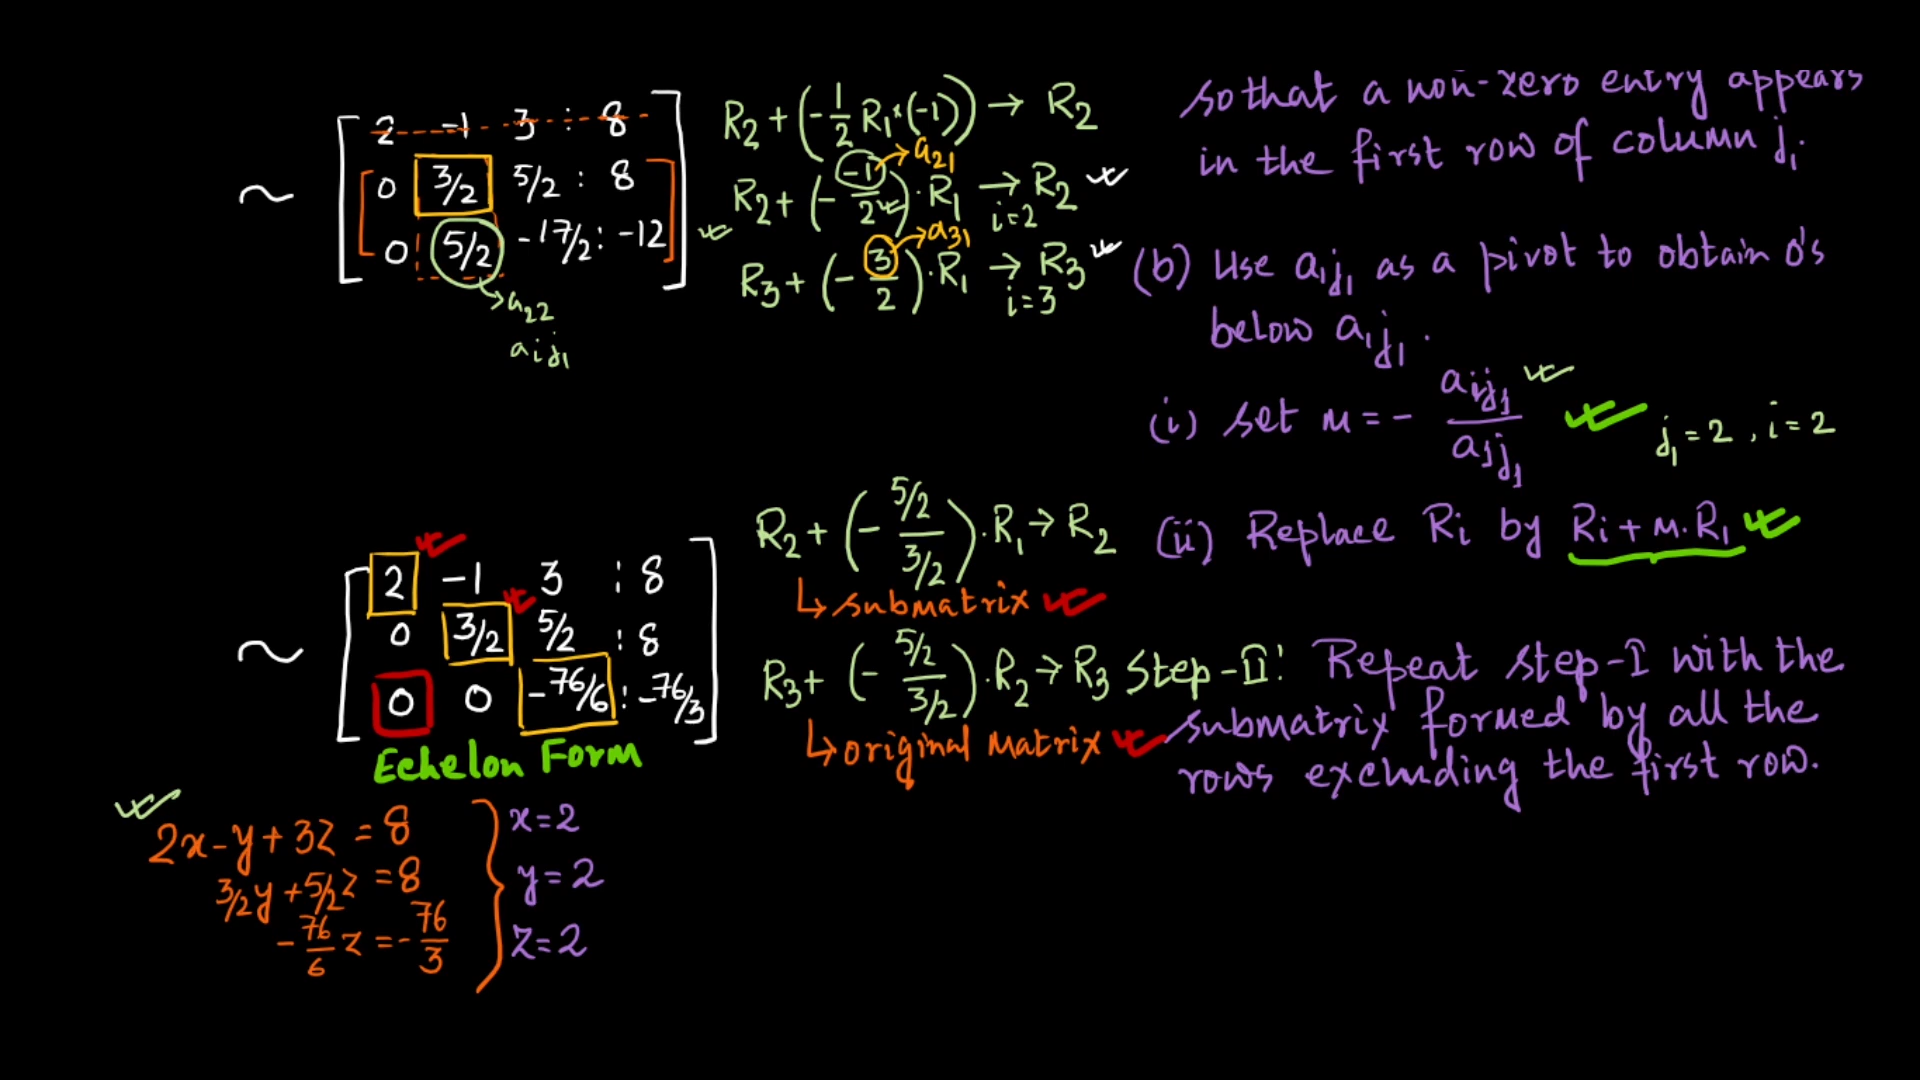 2 -1 3 : 8
0 3/2 5/2 : 8
0 5/2 -17/2 : -12
∼
a22
aij1
R2 + (-1/2 R1*(-1)) → R2
-1 → a21
R2 + (- -1/2) · R1 → R2
i=2
3 → a31
R3 + (- 3/2) · R1 → R3
i=3
so that a non-zero entry appears
in the first row of column j1.
(b) Use a1j1 as a pivot to obtain 0's
below a1j1.
(i) set m = - aij1/a1j1
j1 = 2, i = 2
(ii) Replace Ri by Ri + m.R1
∼
2 -1 3 : 8
0 3/2 5/2 : 8
0 0 -76/6 : -76/3
Echelon Form
R2 + (- 5/2 / 3/2) · R1 → R2
↳ submatrix
R3 + (- 5/2 / 3/2) · R2 → R3
↳ original Matrix
Step-II: Repeat step-I with the
submatrix formed by all the
rows excluding the first row.
2x - y + 3z = 8
3/2y + 5/2z = 8
-76/6 z = -76/3
x=2
y=2
z=2